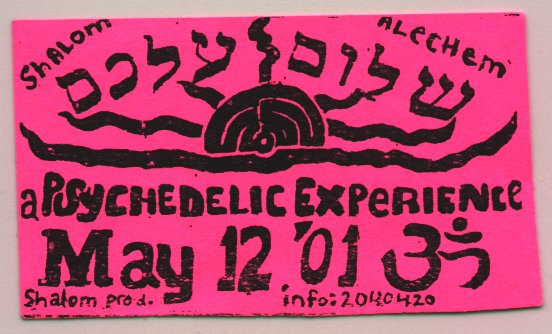 Shalom Alechem
שלום עלכם
a PSyCHEDELIC EXPERIENCe
May 12 '01 ॐ
Shalom prod. info:2040420